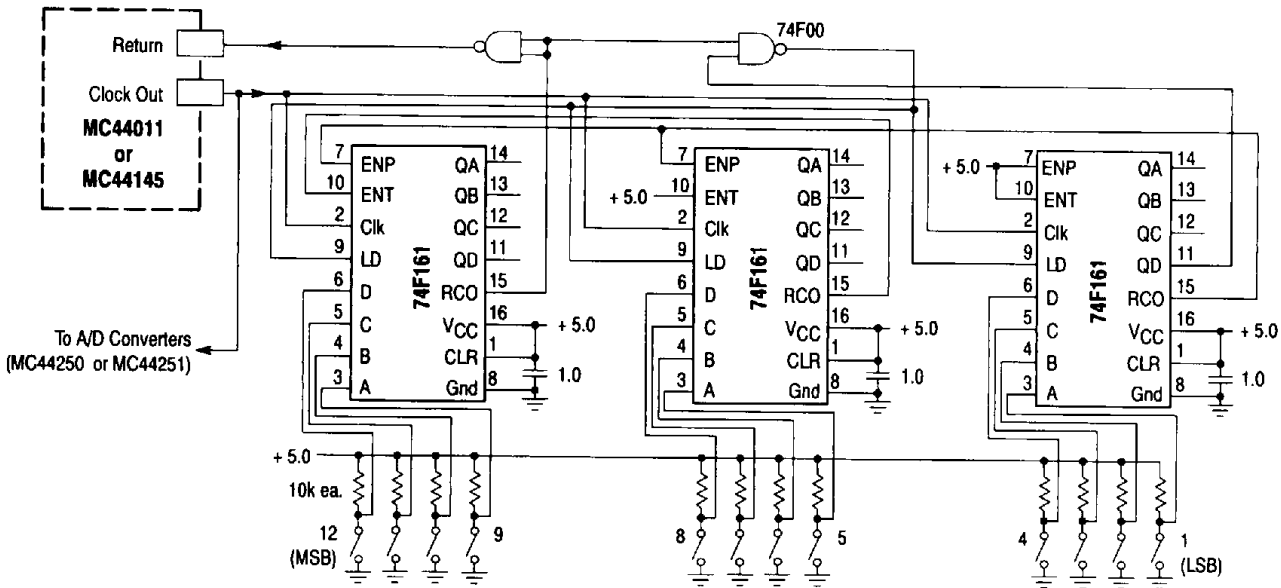 74F00
Return
Clock Out
MC44011
or
MC44145
To A/D Converters
(MC44250 or MC44251)
7 ENP QA 14
10 ENT QB 13
2 Clk QC 12
9 LD QD 11
6 D RCO 15
5 C VCC 16
4 B CLR 1
3 A Gnd 8
74F161
+ 5.0
1.0
7 ENP QA 14
+ 5.0 10 ENT QB 13
2 Clk QC 12
9 LD QD 11
6 D RCO 15
5 C VCC 16
4 B CLR 1
3 A Gnd 8
74F161
+ 5.0
1.0
+ 5.0 7 ENP QA 14
10 ENT QB 13
2 Clk QC 12
9 LD QD 11
6 D RCO 15
5 C VCC 16
4 B CLR 1
3 A Gnd 8
74F161
+ 5.0
1.0
+ 5.0
10k ea.
12 9 8 5 4 1
(MSB) (LSB)